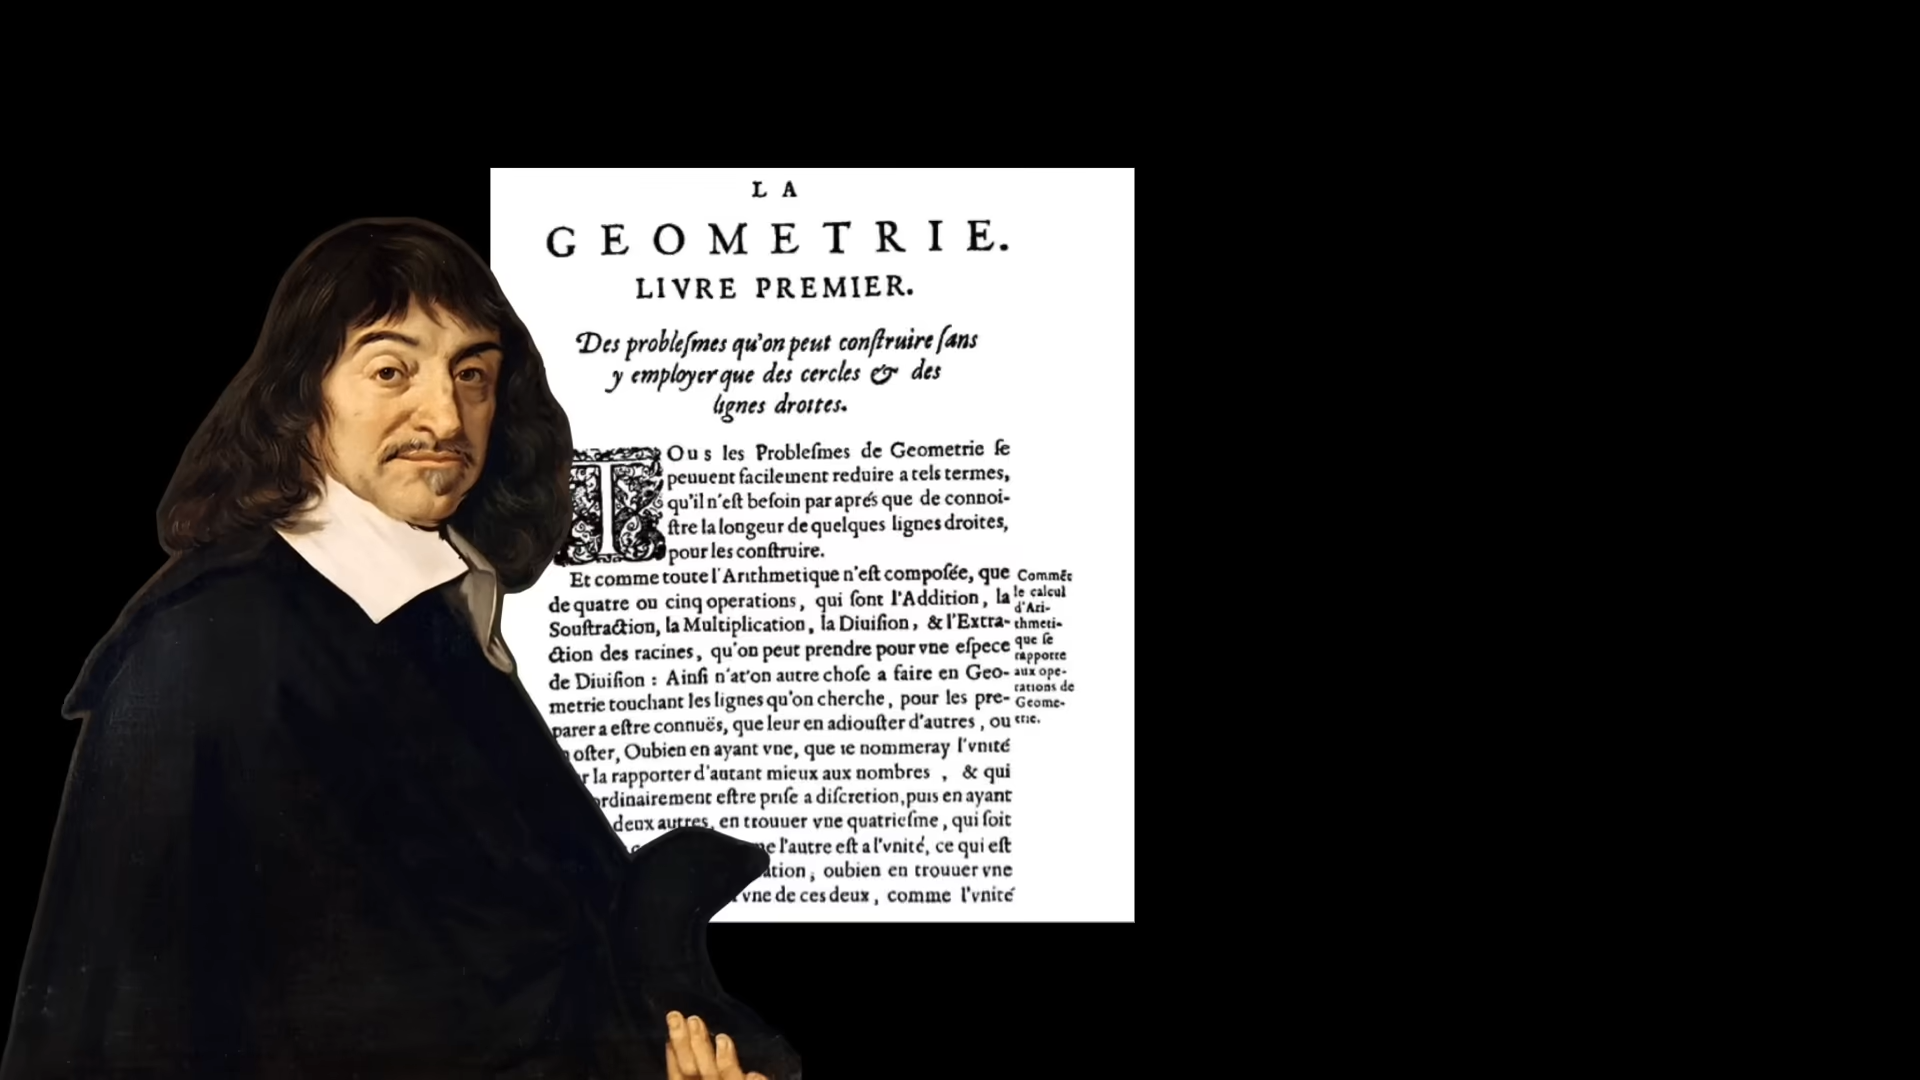 L A
GEOMETRIE.
LIVRE PREMIER.
Des probleſmes qu'on peut conſtruire ſans
y employer que des cercles & des
lignes droites.
TOus les Probleſmes de Geometrie ſe
peuuent facilement reduire a tels termes,
qu'il n'eſt beſoin par aprés que de connoi-
ſtre la longeur de quelques lignes droites,
pour les conſtruire.
Et comme toute l'Arithmetique n'eſt compoſée, que
de quatre ou cinq operations, qui ſont l'Addition, la
Souſtraction, la Multiplication, la Diuiſion, & l'Extra-
ction des racines, qu'on peut prendre pour vne eſpece
de Diuiſion : Ainſi n'at'on autre choſe a faire en Geo-
metrie touchant les lignes qu'on cherche, pour les pre-
parer a eſtre connuës, que leur en adiouſter d'autres, ou
oſter, Oubien en ayant vne, que ie nommeray l'vnité
la rapporter d'autant mieux aux nombres, & qui
ordinairement eſtre priſe a diſcretion, puis en ayant
deux autres, en trouuer vne quatrieſme, qui ſoit
l'autre eſt a l'vnité, ce qui eſt
oubien en trouuer vne
vne de ces deux, comme l'vnité
Commẽt
le calcul
d'Ari-
thmeti-
que ſe
rapporte
aux ope-
rations de
Geome-
trie.